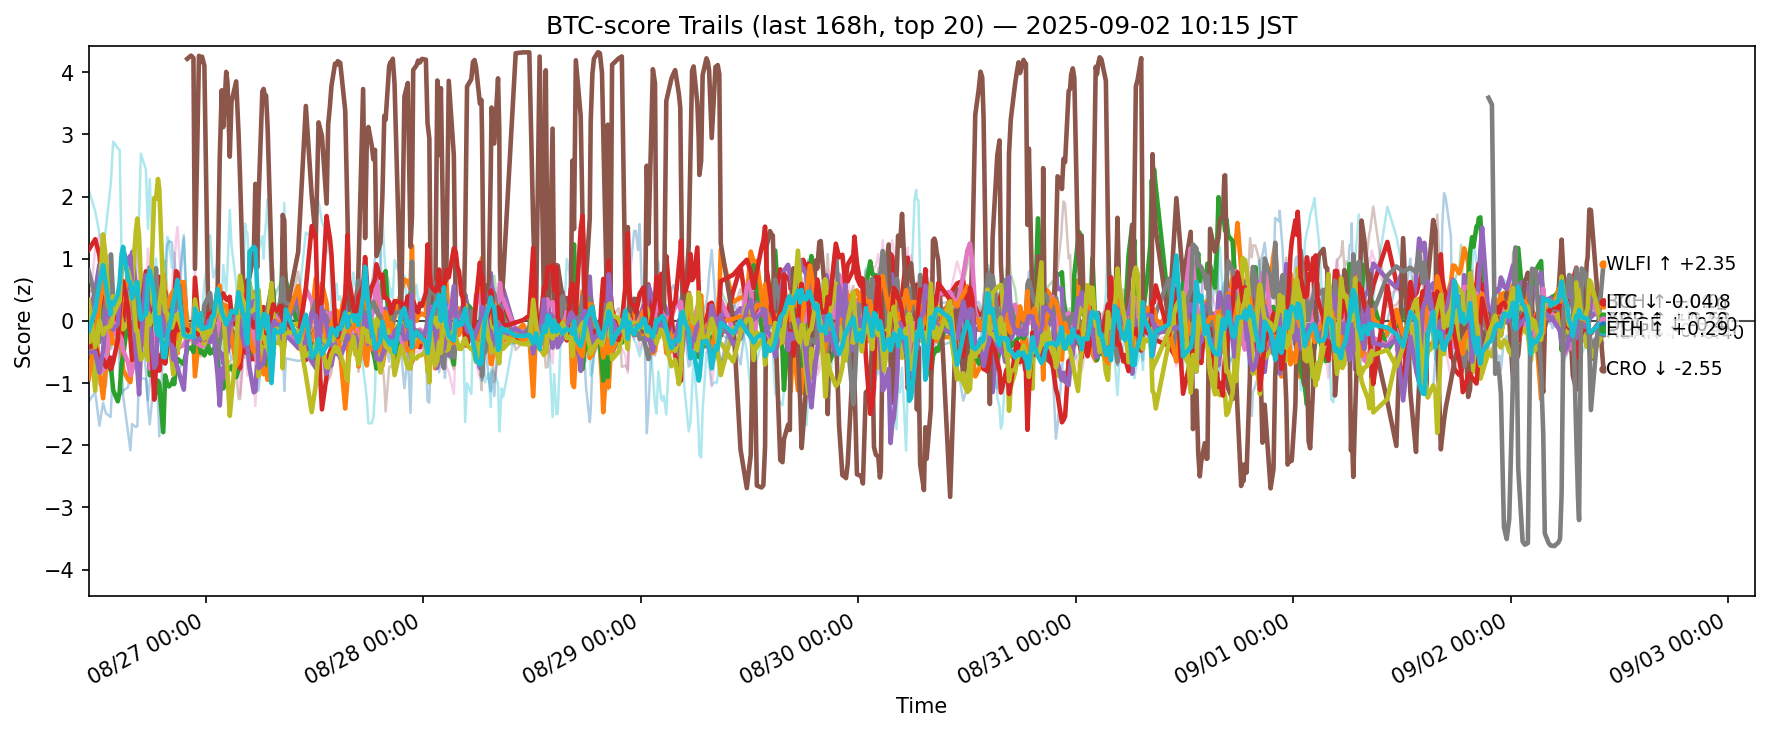 BTC-score Trails (last 168h, top 20) — 2025-09-02 10:15 JST
Score (z)
4
3
2
1
0
−1
−2
−3
−4
WLFI ↑ +2.35
LTC ↓ -0.048
ETH ↑ +0.29
CRO ↓ -2.55
08/27 00:00
08/28 00:00
08/29 00:00
08/30 00:00
08/31 00:00
09/01 00:00
09/02 00:00
09/03 00:00
Time